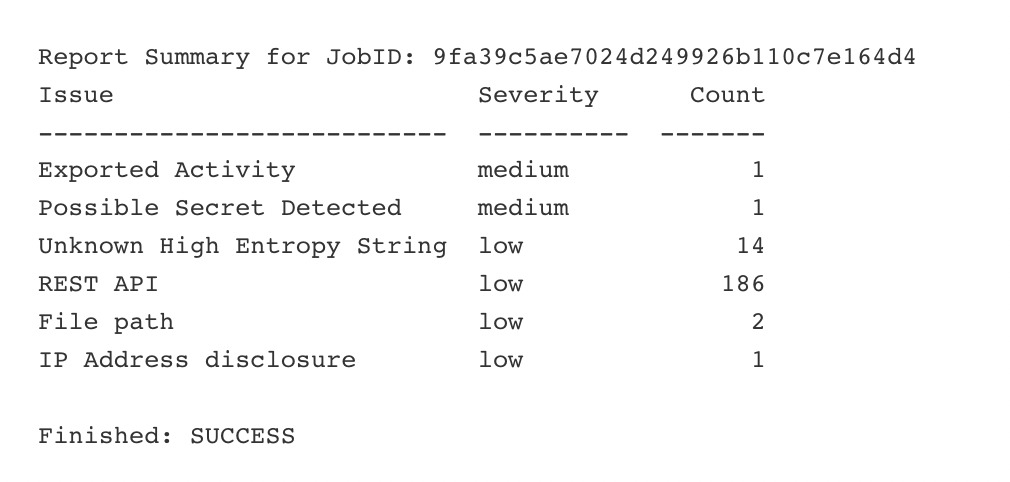 Report Summary for JobID: 9fa39c5ae7024d249926b110c7e164d4
Issue                        Severity      Count
---------------------------  ----------  -------
Exported Activity            medium            1
Possible Secret Detected     medium            1
Unknown High Entropy String  low              14
REST API                     low             186
File path                    low               2
IP Address disclosure        low               1
Finished: SUCCESS